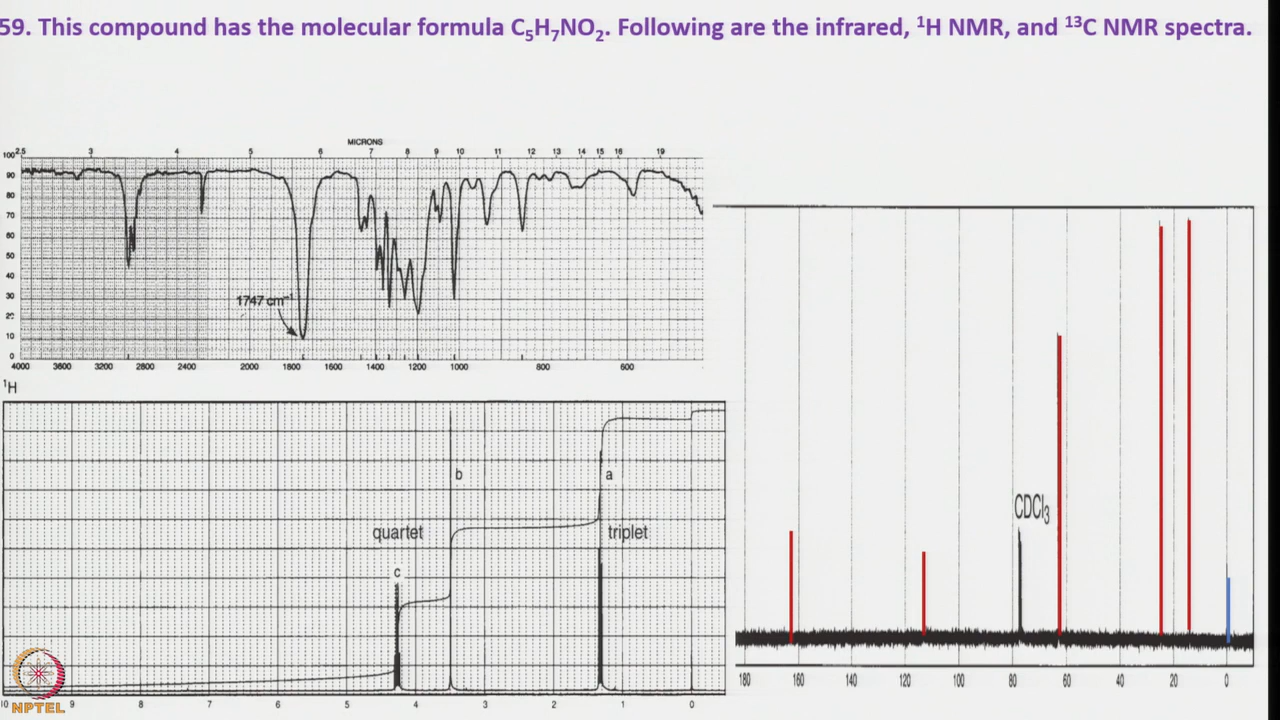 59. This compound has the molecular formula C₅H₇NO₂. Following are the infrared, ¹H NMR, and ¹³C NMR spectra.
MICRONS
2.5 3 4 5 6 7 8 9 10 11 12 13 14 15 16 19
100
90
80
70
60
50
40
30
20
10
0
1747 cm⁻¹
4000 3600 3200 2800 2400 2000 1800 1600 1400 1200 1000 800 600
¹H
b
a
quartet
triplet
c
10 9 8 7 6 5 4 3 2 1 0
CDCl₃
180 160 140 120 100 80 60 40 20 0
NPTEL